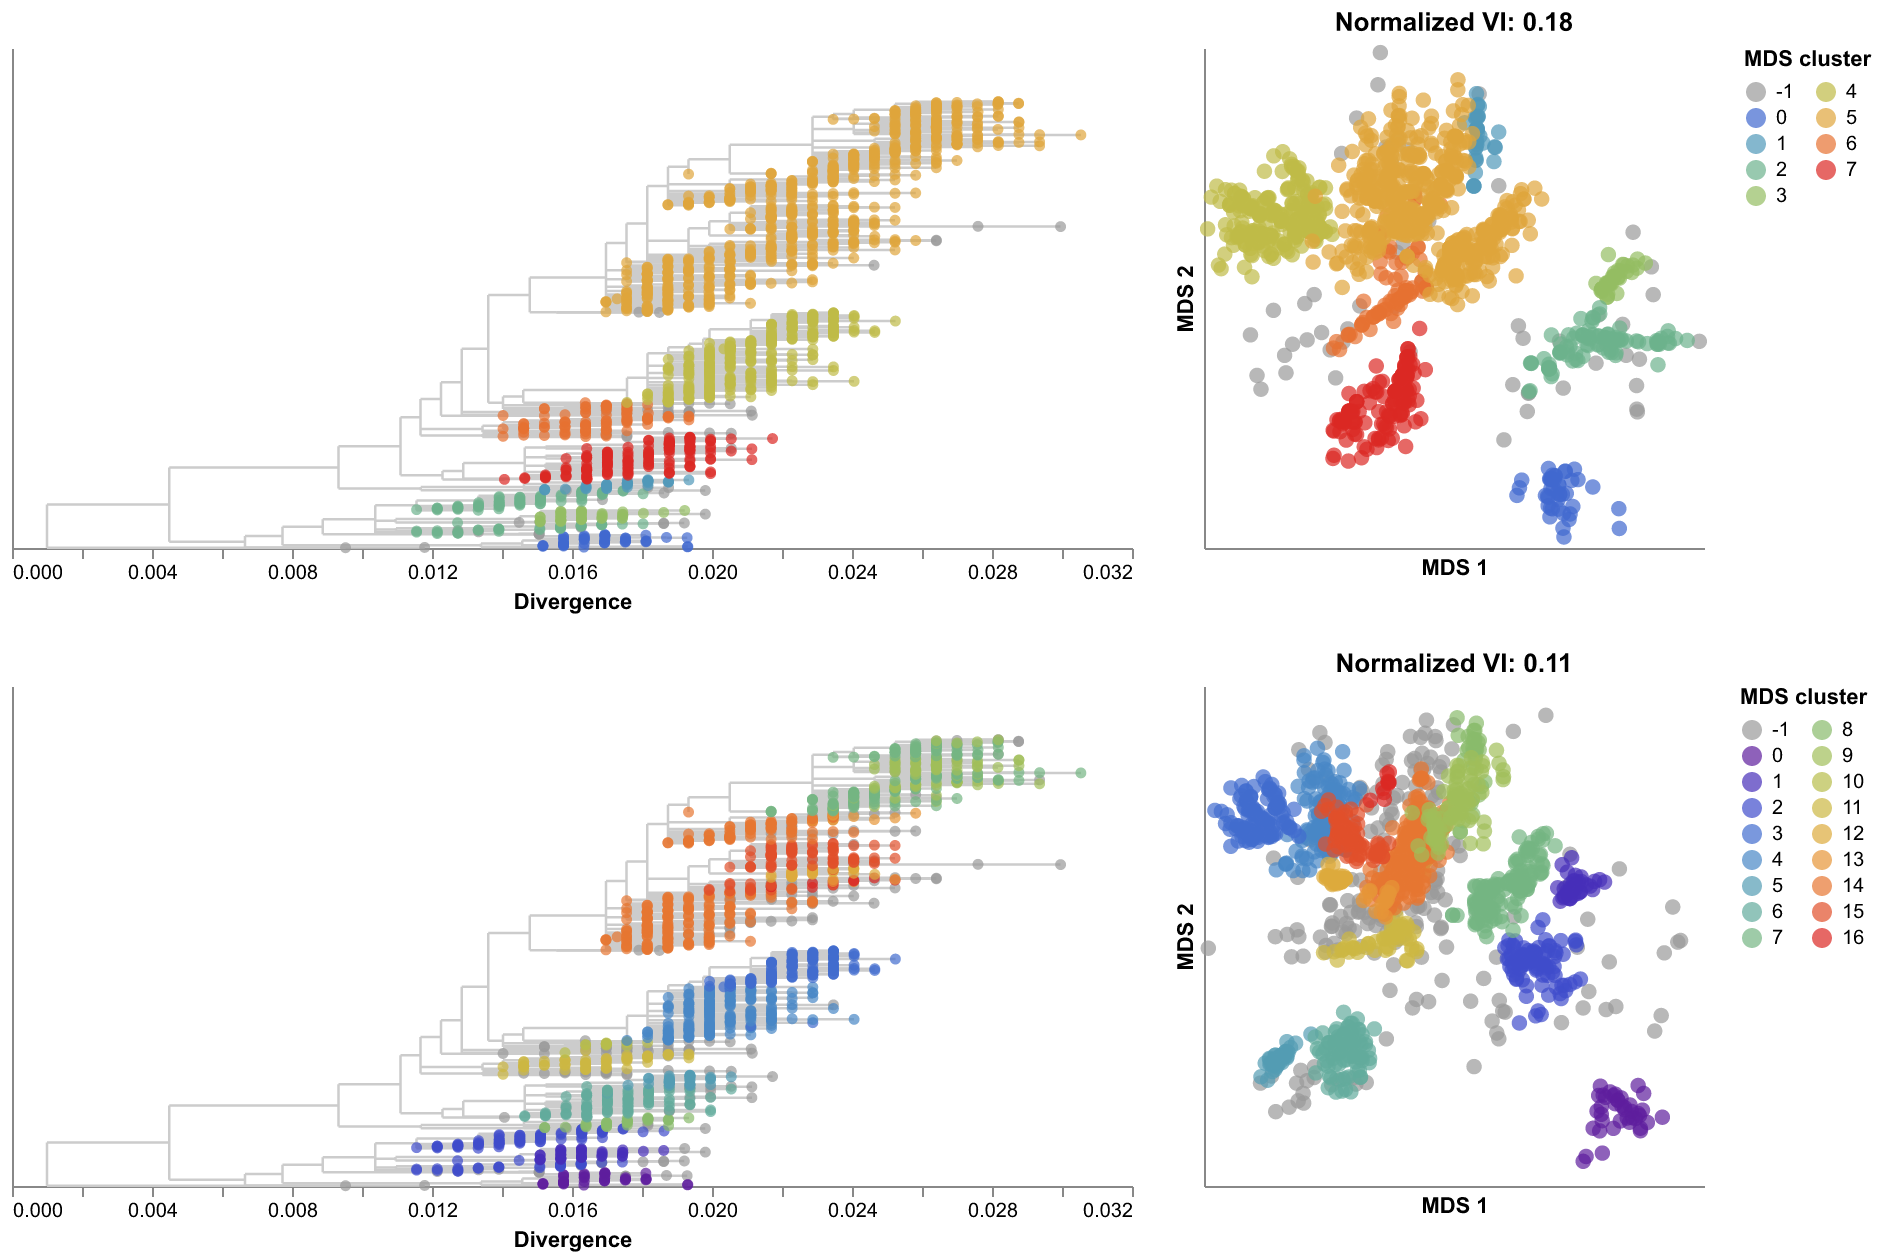 Normalized VI: 0.18
MDS cluster
-1 4
0 5
1 6
2 7
3
MDS 2
MDS 1
0.000 0.004 0.008 0.012 0.016 0.020 0.024 0.028 0.032
Divergence
Normalized VI: 0.11
MDS cluster
-1 8
0 9
1 10
2 11
3 12
4 13
5 14
6 15
7 16
MDS 2
MDS 1
0.000 0.004 0.008 0.012 0.016 0.020 0.024 0.028 0.032
Divergence